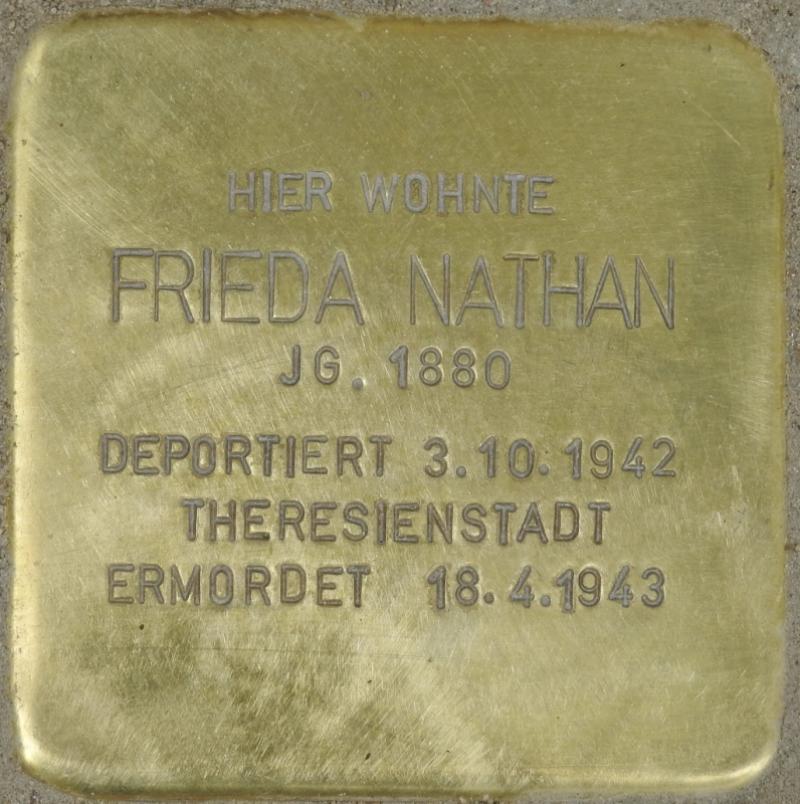 HIER WOHNTE
FRIEDA NATHAN
JG. 1880
DEPORTIERT 3.10.1942
THERESIENSTADT
ERMORDET 18.4.1943